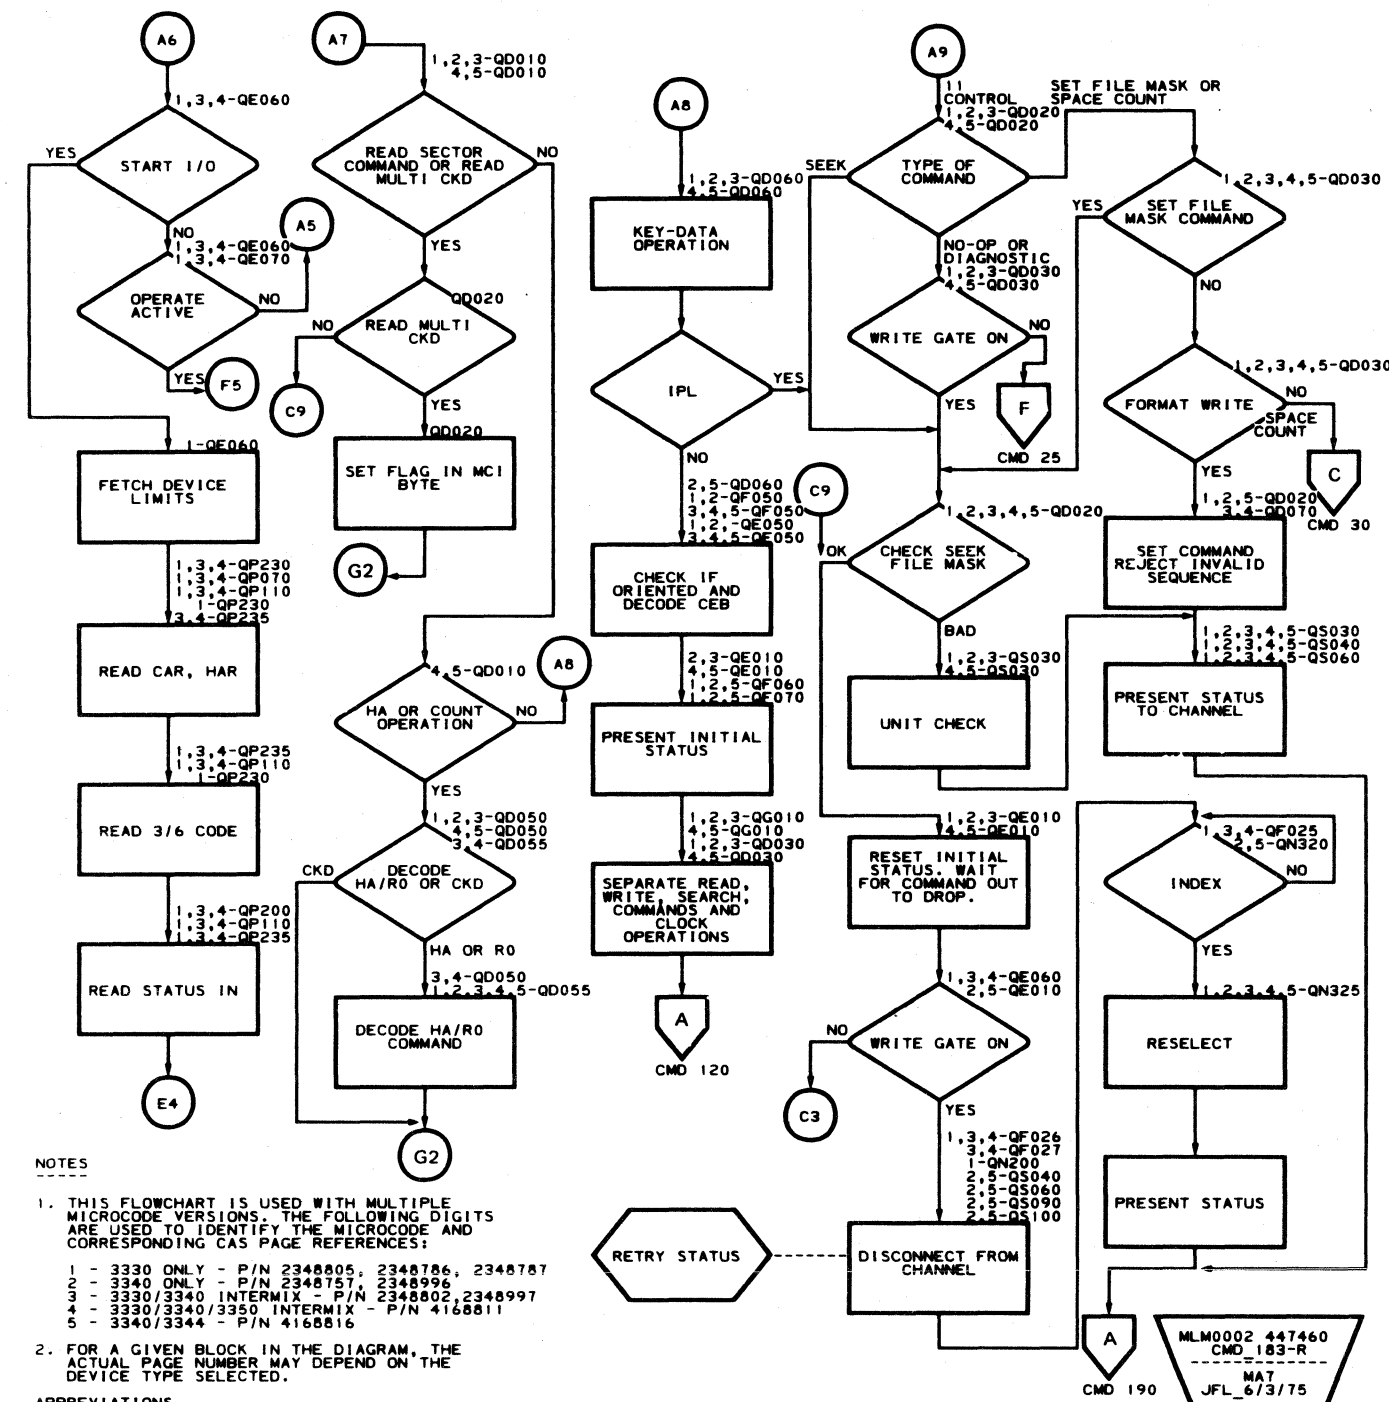 A6
1,3,4-QE060
START I/O
YES
NO
1,3,4-QE060
1,3,4-QE070
A5
OPERATE
ACTIVE
NO
YES
F5
1-QE060
FETCH DEVICE
LIMITS
1,3,4-QP230
1,3,4-QP070
1,3,4-QP110
1-QP230
3,4-QP235
READ CAR, HAR
1,3,4-QP235
1,3,4-QP110
1-QP230
READ 3/6 CODE
1,3,4-QP200
1,3,4-QP110
1,3,4-QP235
READ STATUS IN
E4
A7
1,2,3-QD010
4,5-QD010
READ SECTOR
COMMAND OR READ
MULTI CKD
NO
YES
QD020
READ MULTI
CKD
NO
C9
YES
QD020
SET FLAG IN MCI
BYTE
G2
4,5-QD010
HA OR COUNT
OPERATION
NO
A8
YES
1,2,3-QD050
4,5-QD050
3,4-QD055
DECODE
HA/R0 OR CKD
CKD
HA OR R0
3,4-QD050
1,2,3,4,5-QD055
DECODE HA/R0
COMMAND
G2
A8
1,2,3-QD060
4,5-QD060
KEY-DATA
OPERATION
IPL
YES
NO
2,5-QD060
1,2-QF050
3,4,5-QF050
1,2,-QE050
3,4,5-QE050
CHECK IF
ORIENTED AND
DECODE CEB
2,3-QE010
4,5-QE010
1,2,5-QF060
1,2,5-QE070
PRESENT INITIAL
STATUS
1,2,3-QG010
4,5-QG010
1,2,3-QD030
4,5-QD030
SEPARATE READ,
WRITE, SEARCH,
COMMANDS AND
CLOCK
OPERATIONS
A
CMD 120
A9
11
CONTROL
1,2,3-QD020
4,5-QD020
SET FILE MASK OR
SPACE COUNT
TYPE OF
COMMAND
SEEK
NO-OP OR
DIAGNOSTIC
1,2,3-QD030
4,5-QD030
WRITE GATE ON
NO
F
CMD 25
YES
C9
1,2,3,4,5-QD020
CHECK SEEK
FILE MASK
OK
BAD
1,2,3-QS030
4,5-QS030
UNIT CHECK
1,2,3-QE010
4,5-QE010
RESET INITIAL
STATUS. WAIT
FOR COMMAND OUT
TO DROP.
1,3,4-QE060
2,5-QE010
WRITE GATE ON
NO
C3
YES
1,3,4-QF026
3,4-QF027
1-QN200
2,5-QS040
2,5-QS060
2,5-QS090
2,5-QS100
RETRY STATUS
DISCONNECT FROM
CHANNEL
1,2,3,4,5-QD030
SET FILE
MASK COMMAND
YES
NO
1,2,3,4,5-QD030
FORMAT WRITE
NO
SPACE
COUNT
C
CMD 30
YES
1,2,5-QD020
3,4-QD070
SET COMMAND
REJECT INVALID
SEQUENCE
1,2,3,4,5-QS030
1,2,3,4,5-QS040
1,2,3,4,5-QS060
PRESENT STATUS
TO CHANNEL
1,3,4-QF025
2,5-QN320
INDEX
NO
YES
1,2,3,4,5-QN325
RESELECT
PRESENT STATUS
A
CMD 190
MLM0002 447460
CMD_183-R
MA7
JFL_6/3/75
NOTES
1. THIS FLOWCHART IS USED WITH MULTIPLE
MICROCODE VERSIONS. THE FOLLOWING DIGITS
ARE USED TO IDENTIFY THE MICROCODE AND
CORRESPONDING CAS PAGE REFERENCES:
1 - 3330 ONLY - P/N 2348805, 2348786, 2348787
2 - 3340 ONLY - P/N 2348757, 2348996
3 - 3330/3340 INTERMIX - P/N 2348802,2348997
4 - 3330/3340/3350 INTERMIX - P/N 4168811
5 - 3340/3344 - P/N 4168816
2. FOR A GIVEN BLOCK IN THE DIAGRAM, THE
ACTUAL PAGE NUMBER MAY DEPEND ON THE
DEVICE TYPE SELECTED.
ABBREVIATIONS